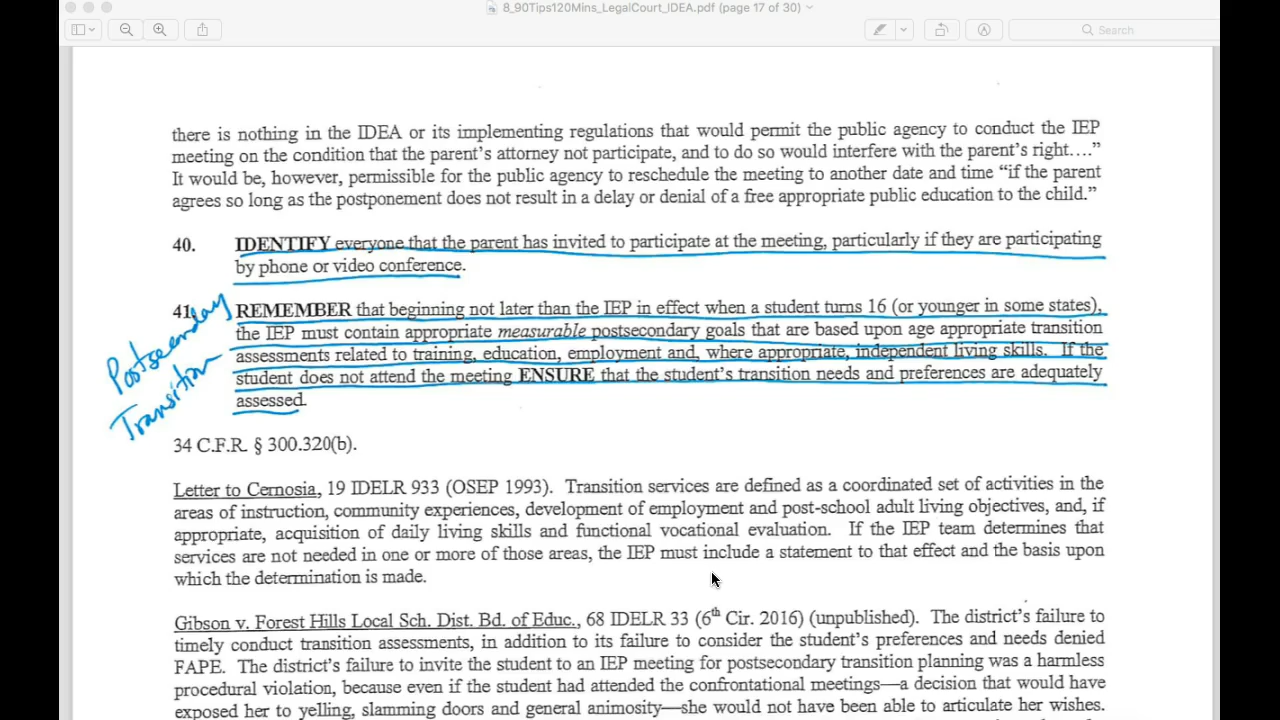 8_90Tips120Mins_LegalCourt_IDEA.pdf (page 17 of 30)
Search
there is nothing in the IDEA or its implementing regulations that would permit the public agency to conduct the IEP
meeting on the condition that the parent's attorney not participate, and to do so would interfere with the parent's right…."
It would be, however, permissible for the public agency to reschedule the meeting to another date and time "if the parent
agrees so long as the postponement does not result in a delay or denial of a free appropriate public education to the child."
40. IDENTIFY everyone that the parent has invited to participate at the meeting, particularly if they are participating
by phone or video conference.
41. REMEMBER that beginning not later than the IEP in effect when a student turns 16 (or younger in some states),
the IEP must contain appropriate measurable postsecondary goals that are based upon age appropriate transition
assessments related to training, education, employment and, where appropriate, independent living skills. If the
student does not attend the meeting ENSURE that the student's transition needs and preferences are adequately
assessed.
Postsecondary
Transition
34 C.F.R. § 300.320(b).
Letter to Cernosia, 19 IDELR 933 (OSEP 1993). Transition services are defined as a coordinated set of activities in the
areas of instruction, community experiences, development of employment and post-school adult living objectives, and, if
appropriate, acquisition of daily living skills and functional vocational evaluation. If the IEP team determines that
services are not needed in one or more of those areas, the IEP must include a statement to that effect and the basis upon
which the determination is made.
Gibson v. Forest Hills Local Sch. Dist. Bd. of Educ., 68 IDELR 33 (6th Cir. 2016) (unpublished). The district's failure to
timely conduct transition assessments, in addition to its failure to consider the student's preferences and needs denied
FAPE. The district's failure to invite the student to an IEP meeting for postsecondary transition planning was a harmless
procedural violation, because even if the student had attended the confrontational meetings—a decision that would have
exposed her to yelling, slamming doors and general animosity—she would not have been able to articulate her wishes.